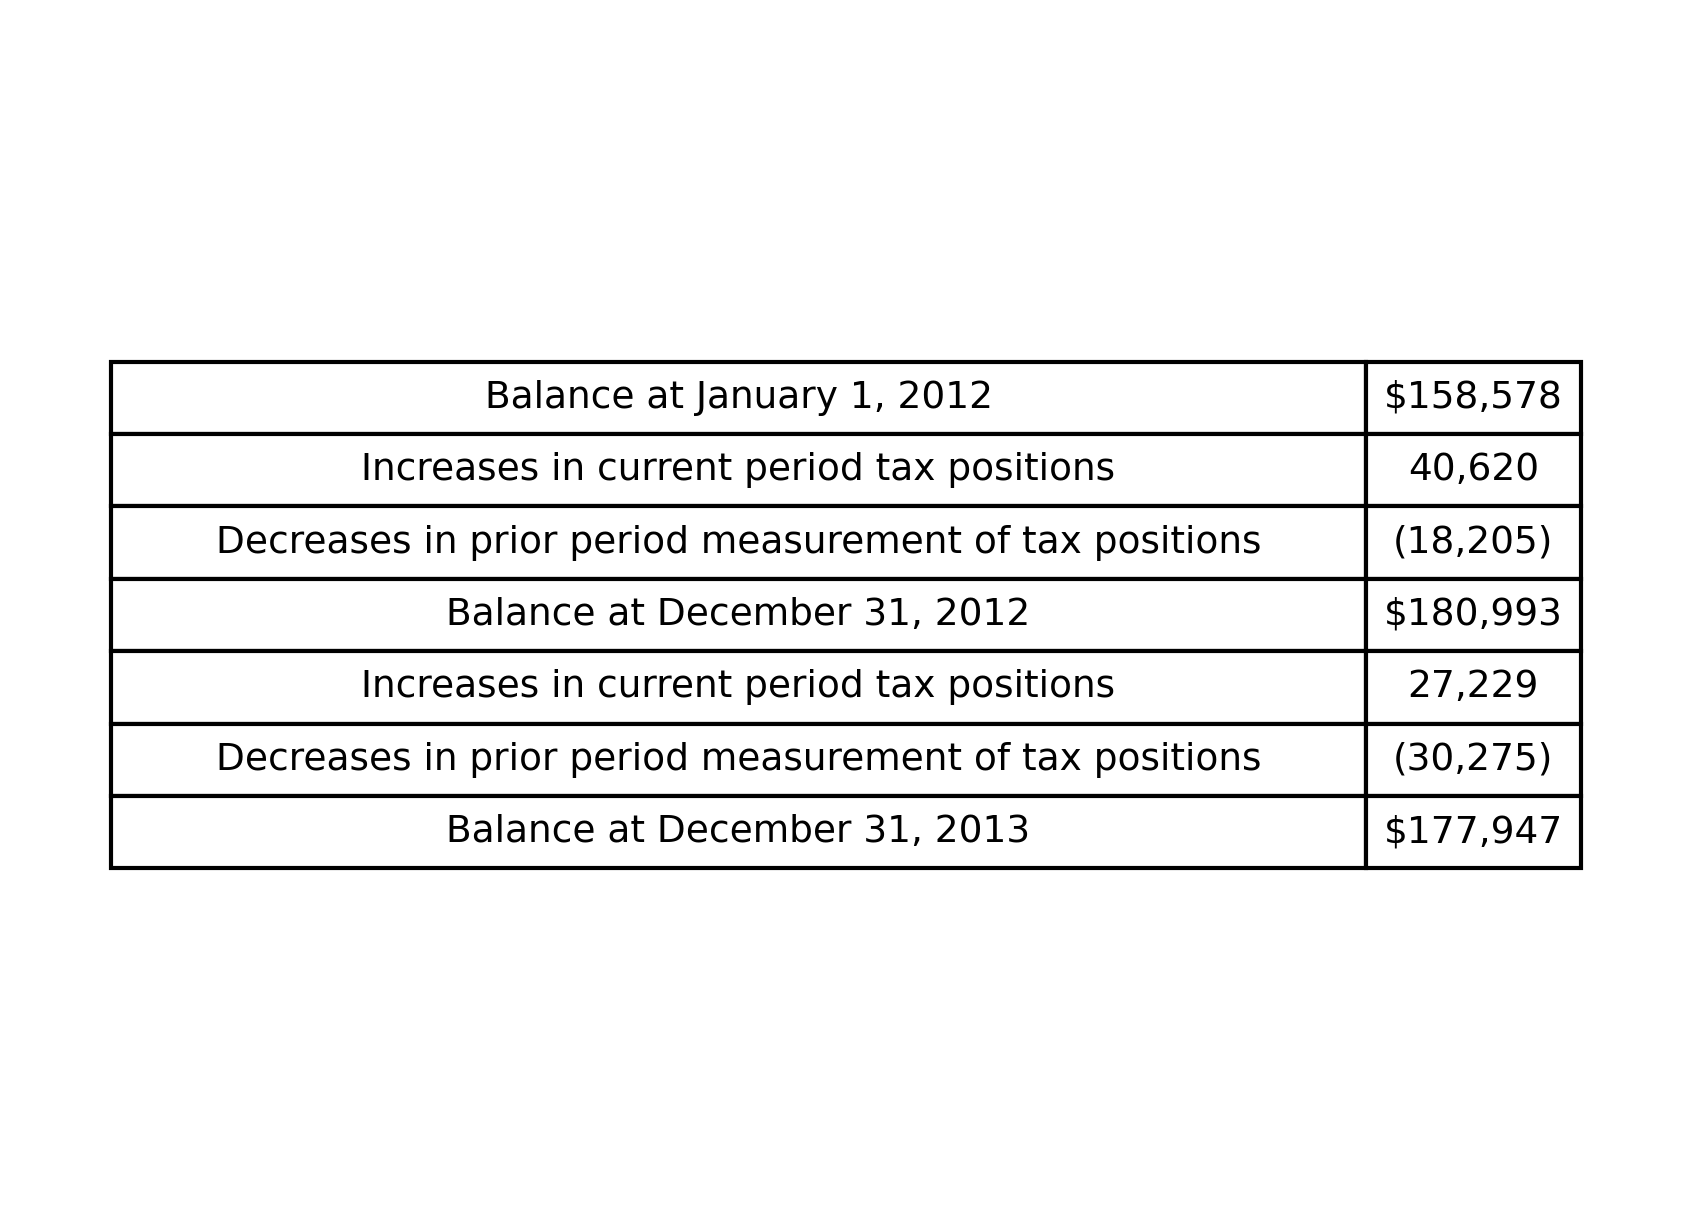 Balance at January 1, 2012 $158,578
Increases in current period tax positions 40,620
Decreases in prior period measurement of tax positions (18,205)
Balance at December 31, 2012 $180,993
Increases in current period tax positions 27,229
Decreases in prior period measurement of tax positions (30,275)
Balance at December 31, 2013 $177,947